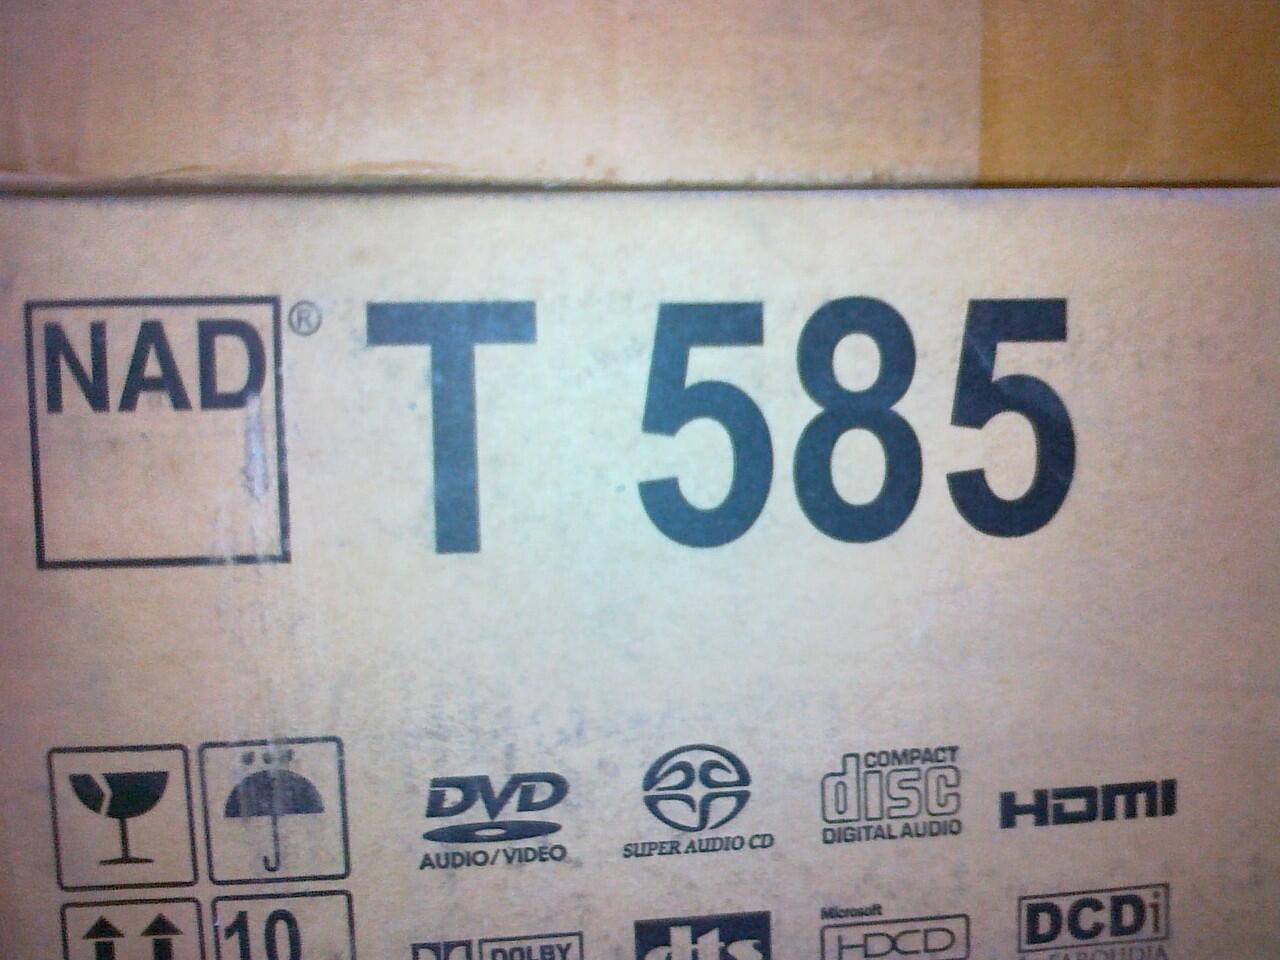 NAD® T 585
DVD
AUDIO/VIDEO
SUPER AUDIO CD
COMPACT
disc
DIGITAL AUDIO
HDMI
10
DOLBY
dts
Microsoft
HDCD
DCDi
FAROUDJA